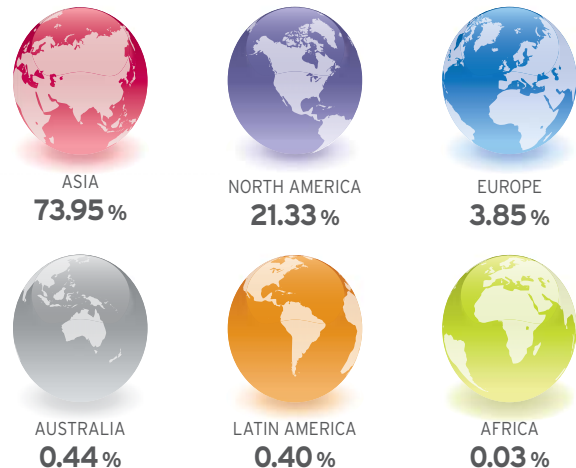 ASIA
73.95 %
NORTH AMERICA
21.33 %
EUROPE
3.85 %
AUSTRALIA
0.44 %
LATIN AMERICA
0.40 %
AFRICA
0.03 %